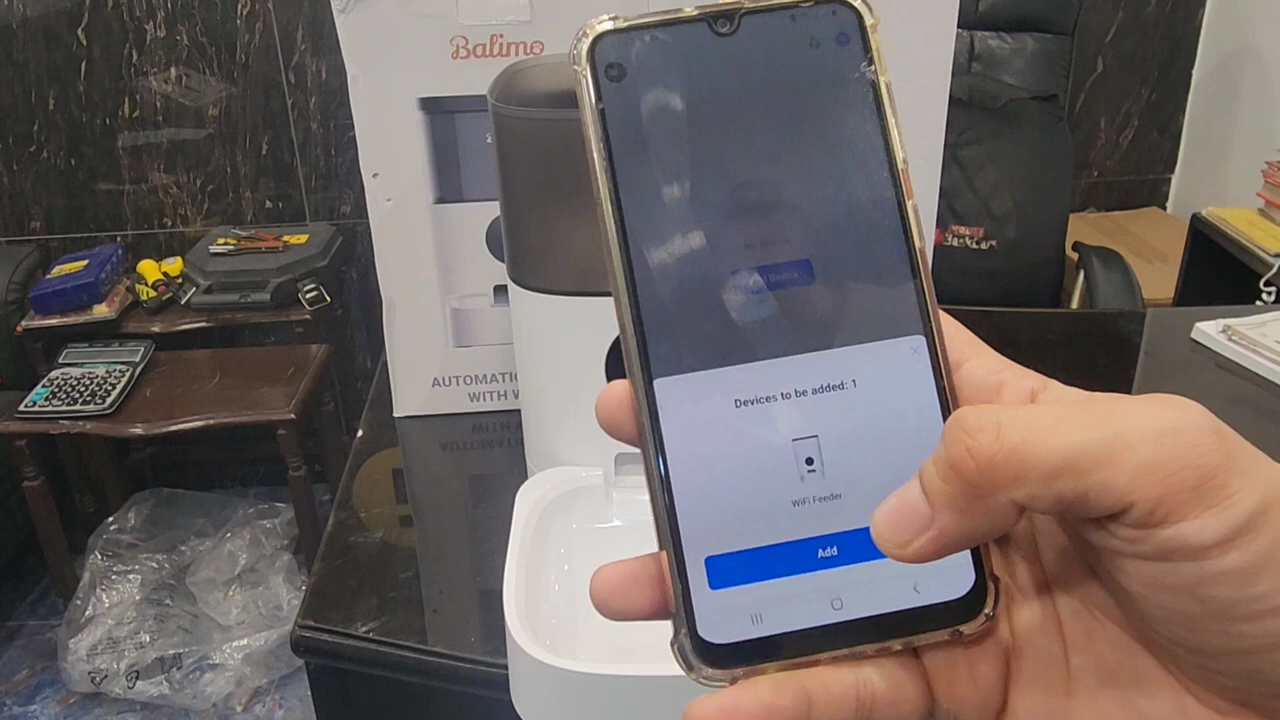 Balimo
AUTOMATIC
WITH W
Devices to be added: 1
WiFi Feeder
Add